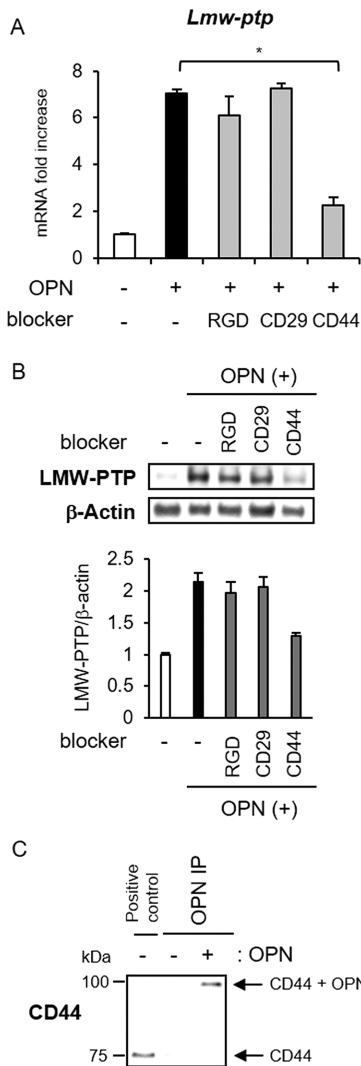 A
Lmw-ptp
*
8
6
4
2
0
mRNA fold increase
OPN - + + + +
blocker - - RGD CD29 CD44
B
OPN (+)
blocker - - RGD CD29 CD44
LMW-PTP
β-Actin
2.5
2
1.5
1
0.5
0
LMW-PTP/β-actin
blocker - - RGD CD29 CD44
OPN (+)
C
Positive control
OPN IP
kDa - - + : OPN
100
CD44 + OPN
CD44
75
CD44